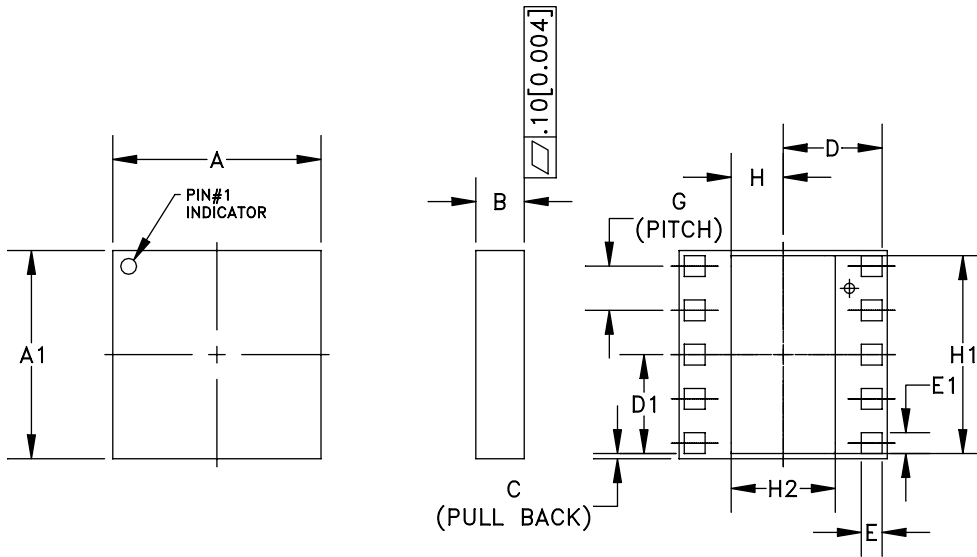 .10[0.004]
A
D
PIN#1
INDICATOR
B
H
G
(PITCH)
A1
H1
D1
E1
C
(PULL BACK)
H2
E